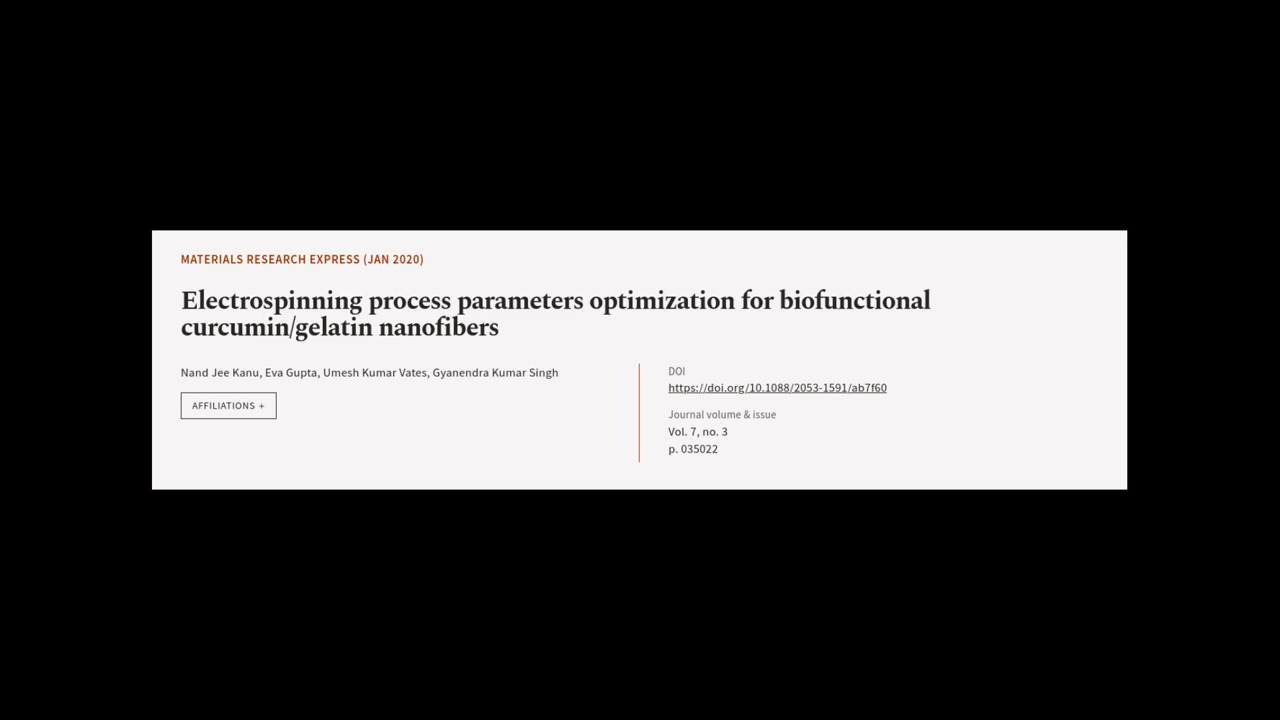 MATERIALS RESEARCH EXPRESS (JAN 2020)
Electrospinning process parameters optimization for biofunctional
curcumin/gelatin nanofibers
Nand Jee Kanu, Eva Gupta, Umesh Kumar Vates, Gyanendra Kumar Singh
AFFILIATIONS +
DOI
https://doi.org/10.1088/2053-1591/ab7f60
Journal volume & issue
Vol. 7, no. 3
p. 035022